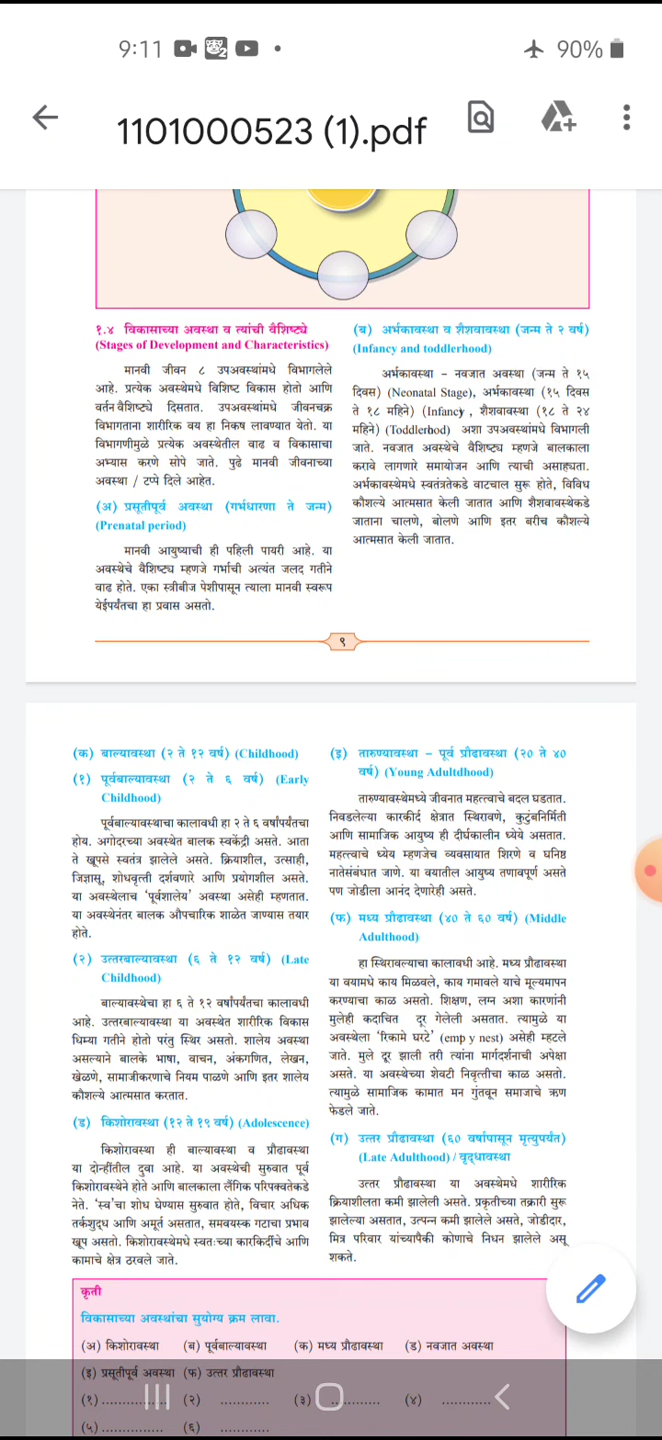 9:11
90%
1101000523 (1).pdf
१.४ विकासाच्या अवस्था व त्यांची वैशिष्ट्ये
(Stages of Development and Characteristics)
मानवी जीवन ८ उपअवस्थांमधे विभागलेले
आहे. प्रत्येक अवस्थेमधे विशिष्ट विकास होतो आणि
वर्तन वैशिष्ट्ये दिसतात. उपअवस्थांमधे जीवनचक्र
विभागताना शारीरिक वय हा निकष लावण्यात येतो. या
विभागणीमुळे प्रत्येक अवस्थेतील वाढ व विकासाचा
अभ्यास करणे सोपे जाते. पुढे मानवी जीवनाच्या
अवस्था / टप्पे दिले आहेत.
(अ) प्रसूतीपूर्व अवस्था (गर्भधारणा ते जन्म)
(Prenatal period)
मानवी आयुष्याची ही पहिली पायरी आहे. या
अवस्थेचे वैशिष्ट्य म्हणजे गर्भाची अत्यंत जलद गतीने
वाढ होते. एका स्त्रीबीज पेशीपासून त्याला मानवी स्वरूप
येईपर्यंतचा हा प्रवास असतो.
(ब) अर्भकावस्था व शैशवावस्था (जन्म ते २ वर्ष)
(Infancy and toddlerhood)
अर्भकावस्था - नवजात अवस्था (जन्म ते १५
दिवस) (Neonatal Stage), अर्भकावस्था (१५ दिवस
ते १८ महिने) (Infancy , शैशवावस्था (१८ ते २४
महिने) (Toddlerhod) अशा उपअवस्थांमधे विभागली
जाते. नवजात अवस्थेचे वैशिष्ट्य म्हणजे बालकाला
करावे लागणारे समायोजन आणि त्याची असाह्यता.
अर्भकावस्थेमधे स्वतंत्रतेकडे वाटचाल सुरू होते, विविध
कौशल्ये आत्मसात केली जातात आणि शैशवावस्थेकडे
जाताना चालणे, बोलणे आणि इतर बरीच कौशल्ये
आत्मसात केली जातात.
९
(क) बाल्यावस्था (२ ते १२ वर्ष) (Childhood)
(१) पूर्वबाल्यावस्था (२ ते ६ वर्ष) (Early
Childhood)
पूर्वबाल्यावस्थाचा कालावधी हा २ ते ६ वर्षांपर्यंतचा
होय. अगोदरच्या अवस्थेत बालक स्वकेंद्री असते. आता
ते खूपसे स्वतंत्र झालेले असते. क्रियाशील, उत्साही,
जिज्ञासू, शोधवृत्ती दर्शवणारे आणि प्रयोगशील असते.
या अवस्थेलाच 'पूर्वशालेय' अवस्था असेही म्हणतात.
या अवस्थेनंतर बालक औपचारिक शाळेत जाण्यास तयार
होते.
(२) उत्तरबाल्यावस्था (६ ते १२ वर्ष) (Late
Childhood)
बाल्यावस्थेचा हा ६ ते १२ वर्षांपर्यंतचा कालावधी
आहे. उत्तरबाल्यावस्था या अवस्थेत शारीरिक विकास
धिम्या गतीने होतो परंतु स्थिर असतो. शालेय अवस्था
असल्याने बालके भाषा, वाचन, अंकगणित, लेखन,
खेळणे, सामाजीकरणाचे नियम पाळणे आणि इतर शालेय
कौशल्ये आत्मसात करतात.
(ड) किशोरावस्था (१२ ते १९ वर्ष) (Adolescence)
किशोरावस्था ही बाल्यावस्था व प्रौढावस्था
या दोन्हींतील दुवा आहे. या अवस्थेची सुरुवात पूर्व
किशोरावस्थेने होते आणि बालकाला लैंगिक परिपक्वतेकडे
नेते. 'स्व'चा शोध घेण्यास सुरुवात होते, विचार अधिक
तर्कशुद्ध आणि अमूर्त असतात, समवयस्क गटाचा प्रभाव
खूप असतो. किशोरावस्थेमधे स्वतःच्या कारकिर्दीचे आणि
कामाचे क्षेत्र ठरवले जाते.
(इ) तारुण्यावस्था - पूर्व प्रौढावस्था (२० ते ४०
वर्ष) (Young Adultdhood)
तारुण्यावस्थेमध्ये जीवनात महत्त्वाचे बदल घडतात.
निवडलेल्या कारकीर्द क्षेत्रात स्थिरावणे, कुटुंबनिर्मिती
आणि सामाजिक आयुष्य ही दीर्घकालीन ध्येये असतात.
महत्त्वाचे ध्येय म्हणजेच व्यवसायात शिरणे व घनिष्ठ
नातेसंबंधात जाणे. या वयातील आयुष्य तणावपूर्ण असते
पण जोडीला आनंद देणारेही असते.
(फ) मध्य प्रौढावस्था (४० ते ६० वर्ष) (Middle
Adulthood)
हा स्थिरावल्याचा कालावधी आहे. मध्य प्रौढावस्था
या वयामधे काय मिळवले, काय गमावले याचे मूल्यमापन
करण्याचा काळ असतो. शिक्षण, लग्न अशा कारणांनी
मुलेही कदाचित दूर गेलेली असतात. त्यामुळे या
अवस्थेला 'रिकामे घरटे' (emp y nest) असेही म्हटले
जाते. मुले दूर झाली तरी त्यांना मार्गदर्शनाची अपेक्षा
असते. या अवस्थेच्या शेवटी निवृत्तीचा काळ असतो.
त्यामुळे सामाजिक कामात मन गुंतवून समाजाचे ऋण
फेडले जाते.
(ग) उत्तर प्रौढावस्था (६० वर्षापासून मृत्युपर्यंत)
(Late Adulthood) / वृद्धावस्था
उत्तर प्रौढावस्था या अवस्थेमधे शारीरिक
क्रियाशीलता कमी झालेली असते. प्रकृतीच्या तक्रारी सुरू
झालेल्या असतात, उत्पन्न कमी झालेले असते, जोडीदार,
मित्र परिवार यांच्यापैकी कोणाचे निधन झालेले असू
शकते.
कृती
विकासाच्या अवस्थांचा सुयोग्य क्रम लावा.
(अ) किशोरावस्था (ब) पूर्वबाल्यावस्था (क) मध्य प्रौढावस्था (ड) नवजात अवस्था
(इ) प्रसूतीपूर्व अवस्था (फ) उत्तर प्रौढावस्था
(१) ............... (२) ............ (३) ............ (४) ............
(५) ............... (६) ............